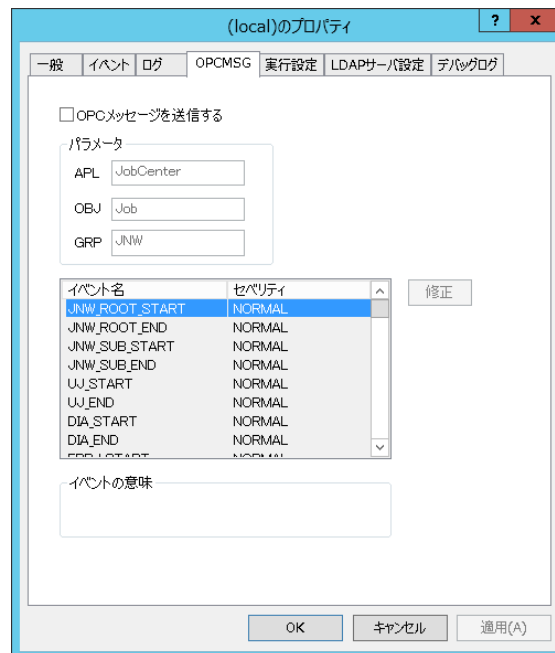 (local)のプロパティ
? x
一般 イベント ログ OPCMSG 実行設定 LDAPサーバ設定 デバッグログ
OPCメッセージを送信する
パラメータ
APL JobCenter
OBJ Job
GRP JNW
イベント名 セベリティ
JNW_ROOT_START NORMAL
JNW_ROOT_END NORMAL
JNW_SUB_START NORMAL
JNW_SUB_END NORMAL
UJ_START NORMAL
UJ_END NORMAL
DIA_START NORMAL
DIA_END NORMAL
修正
イベントの意味
OK キャンセル 適用(A)